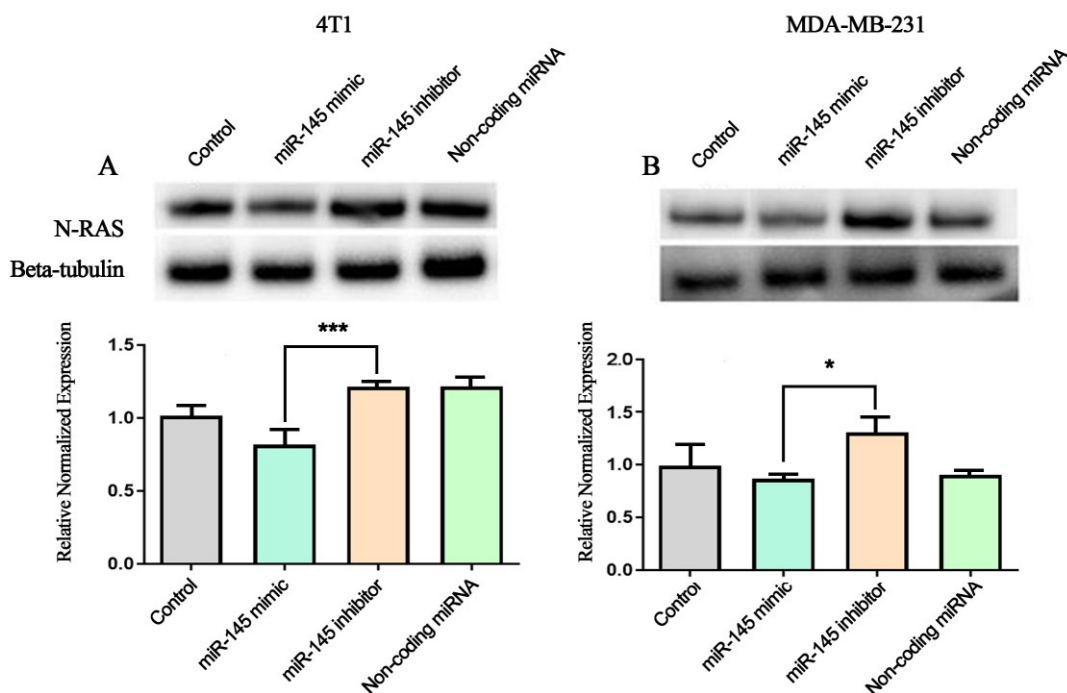 4T1
MDA-MB-231
Control
miR-145 mimic
miR-145 inhibitor
Non-coding miRNA
Control
miR-145 mimic
miR-145 inhibitor
Non-coding miRNA
A
B
N-RAS
Beta-tubulin
***
Relative Normalized Expression
1.5
1.0
0.5
0.0
Control
miR-145 mimic
miR-145 inhibitor
Non-coding miRNA
*
Relative Normalized Expression
2.0
1.5
1.0
0.5
0.0
Control
miR-145 mimic
miR-145 inhibitor
Non-coding miRNA